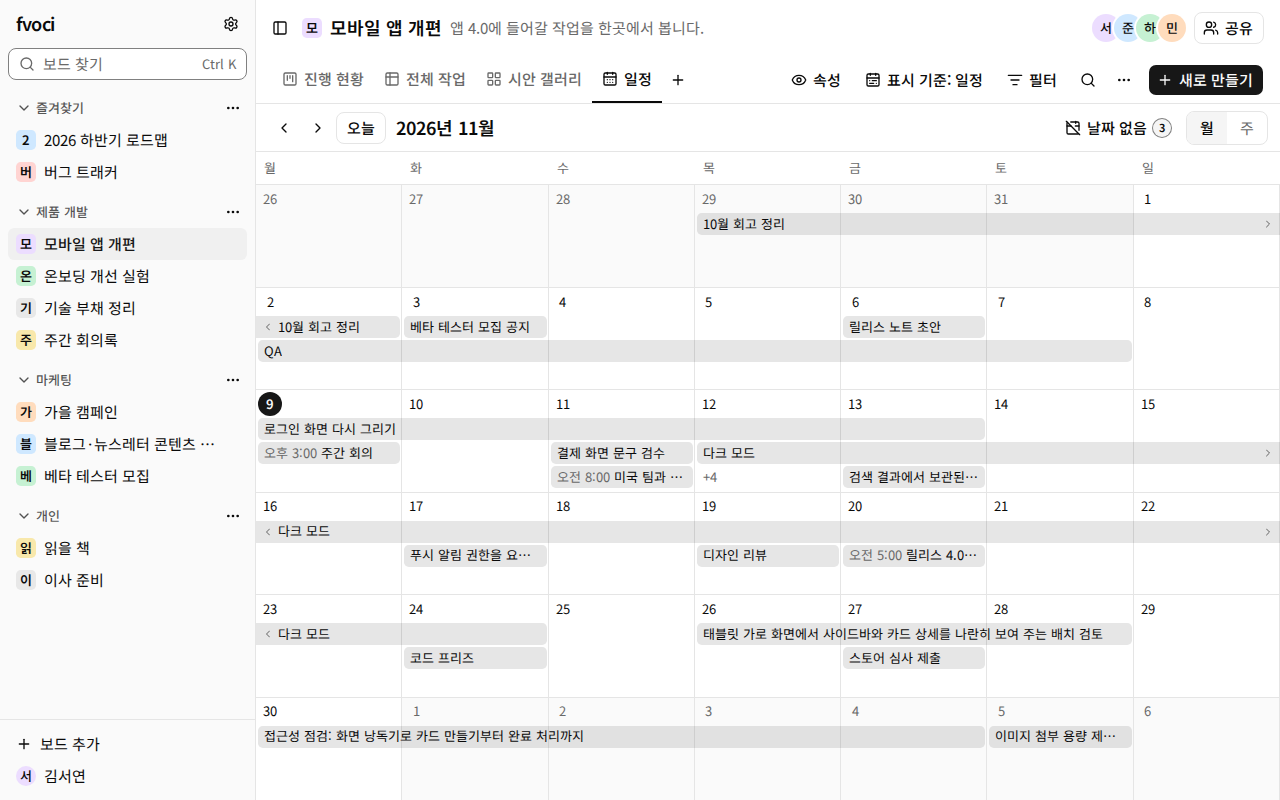 fvoci
보드 찾기 Ctrl K
즐겨찾기
2 2026 하반기 로드맵
버 버그 트래커
제품 개발
모 모바일 앱 개편
온 온보딩 개선 실험
기 기술 부채 정리
주 주간 회의록
마케팅
가 가을 캠페인
블 블로그·뉴스레터 콘텐츠 ⋯
베 베타 테스터 모집
개인
읽 읽을 책
이 이사 준비
보드 추가
서 김서연
모 모바일 앱 개편 앱 4.0에 들어갈 작업을 한곳에서 봅니다.
서 준 하 민 공유
진행 현황 전체 작업 시안 갤러리 일정
속성 표시 기준: 일정 필터 새로 만들기
오늘 2026년 11월 날짜 없음 3 월 주
월 화 수 목 금 토 일
26 27 28 29 30 31 1
10월 회고 정리
2 3 4 5 6 7 8
10월 회고 정리 베타 테스터 모집 공지 릴리스 노트 초안
QA
9 10 11 12 13 14 15
로그인 화면 다시 그리기
오후 3:00 주간 회의 결제 화면 문구 검수 다크 모드
오전 8:00 미국 팀과 ⋯ +4 검색 결과에서 보관된⋯
16 17 18 19 20 21 22
다크 모드
푸시 알림 권한을 요⋯ 디자인 리뷰 오전 5:00 릴리스 4.0⋯
23 24 25 26 27 28 29
다크 모드 태블릿 가로 화면에서 사이드바와 카드 상세를 나란히 보여 주는 배치 검토
코드 프리즈 스토어 심사 제출
30 1 2 3 4 5 6
접근성 점검: 화면 낭독기로 카드 만들기부터 완료 처리까지 이미지 첨부 용량 제⋯